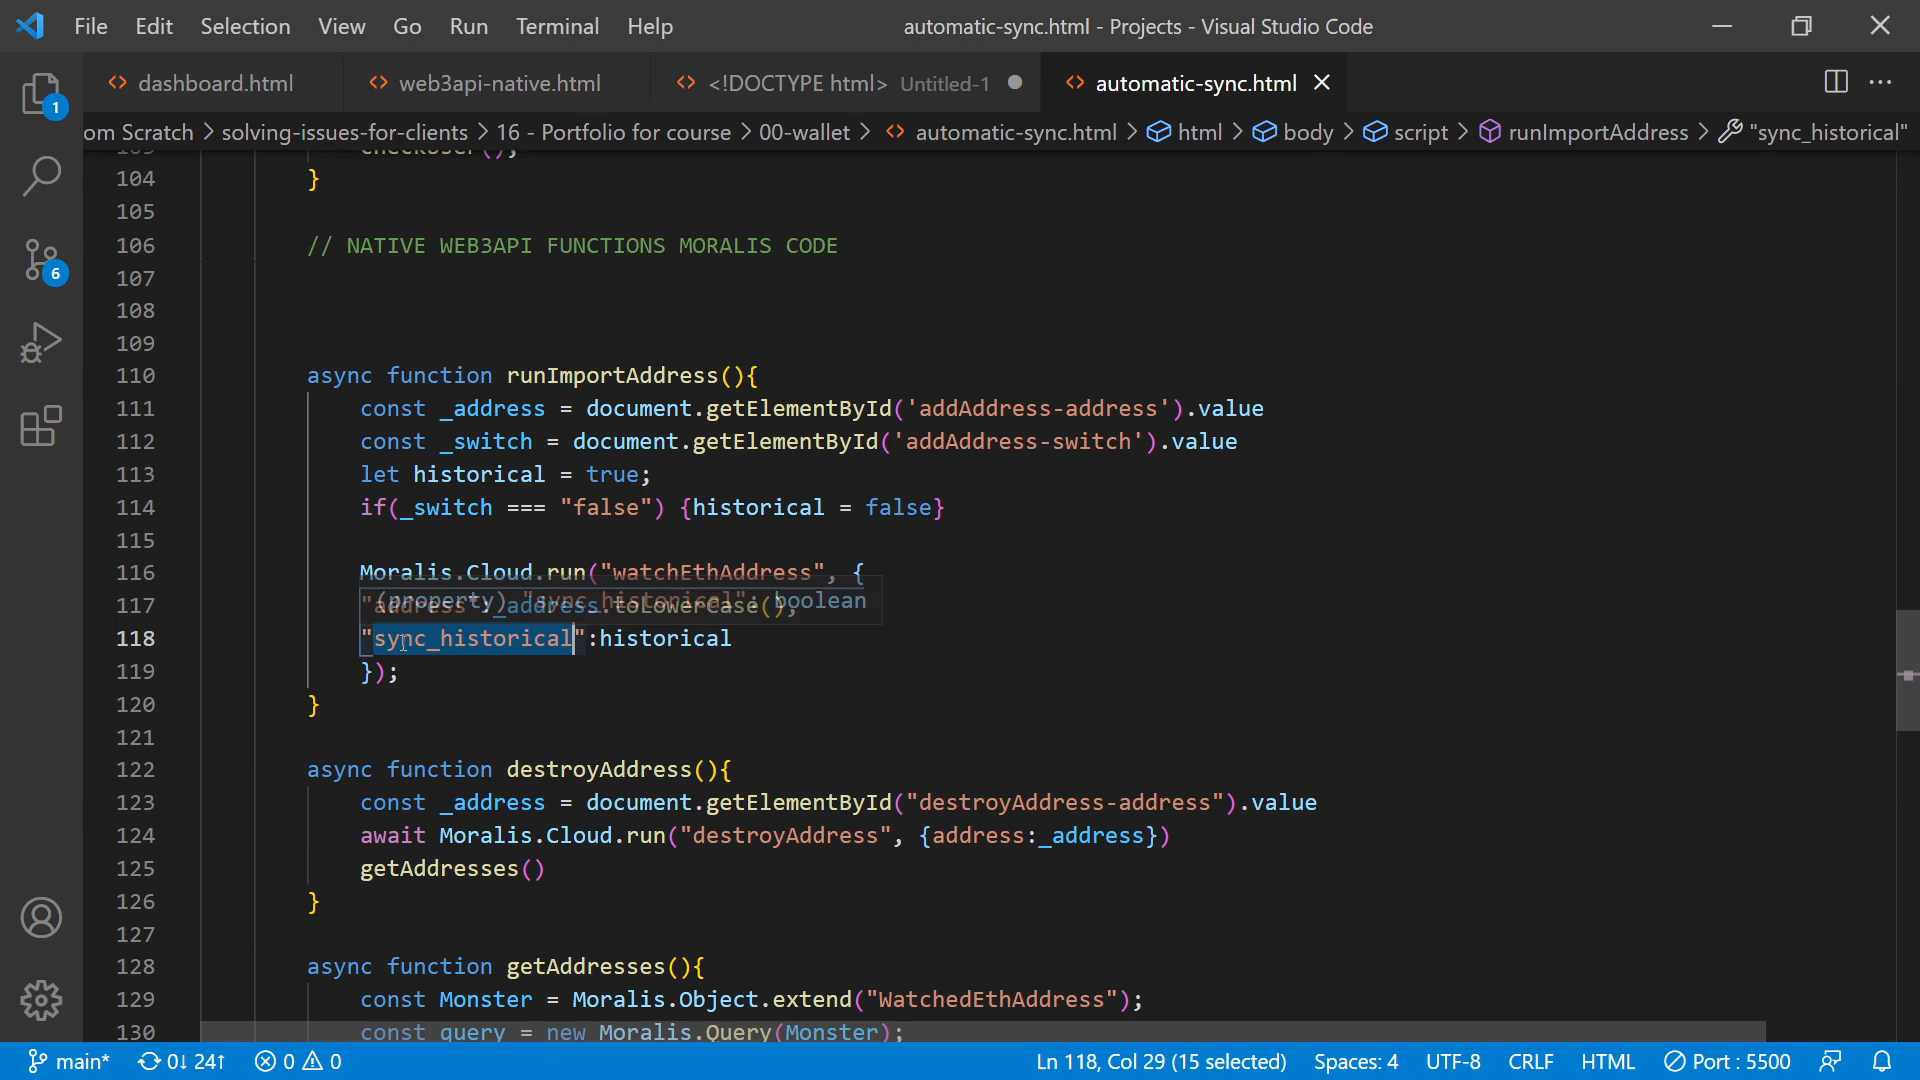 File Edit Selection View Go Run Terminal Help automatic-sync.html - Projects - Visual Studio Code
dashboard.html web3api-native.html <!DOCTYPE html> Untitled-1 automatic-sync.html
om Scratch > solving-issues-for-clients > 16 - Portfolio for course > 00-wallet > automatic-sync.html > html > body > script > runImportAddress > "sync_historical"
1
6
103 checkUser();
104 }
105
106 // NATIVE WEB3API FUNCTIONS MORALIS CODE
107
108
109
110 async function runImportAddress(){
111 const _address = document.getElementById('addAddress-address').value
112 const _switch = document.getElementById('addAddress-switch').value
113 let historical = true;
114 if(_switch === "false") {historical = false}
115
116 Moralis.Cloud.run("watchEthAddress", {
(property) "sync_historical": boolean
117 "address":_address.toLowerCase(),
118 "sync_historical":historical
119 });
120 }
121
122 async function destroyAddress(){
123 const _address = document.getElementById("destroyAddress-address").value
124 await Moralis.Cloud.run("destroyAddress", {address:_address})
125 getAddresses()
126 }
127
128 async function getAddresses(){
129 const Monster = Moralis.Object.extend("WatchedEthAddress");
130 const query = new Moralis.Query(Monster);
main* 0↓ 24↑ 0 0 Ln 118, Col 29 (15 selected) Spaces: 4 UTF-8 CRLF HTML Port : 5500